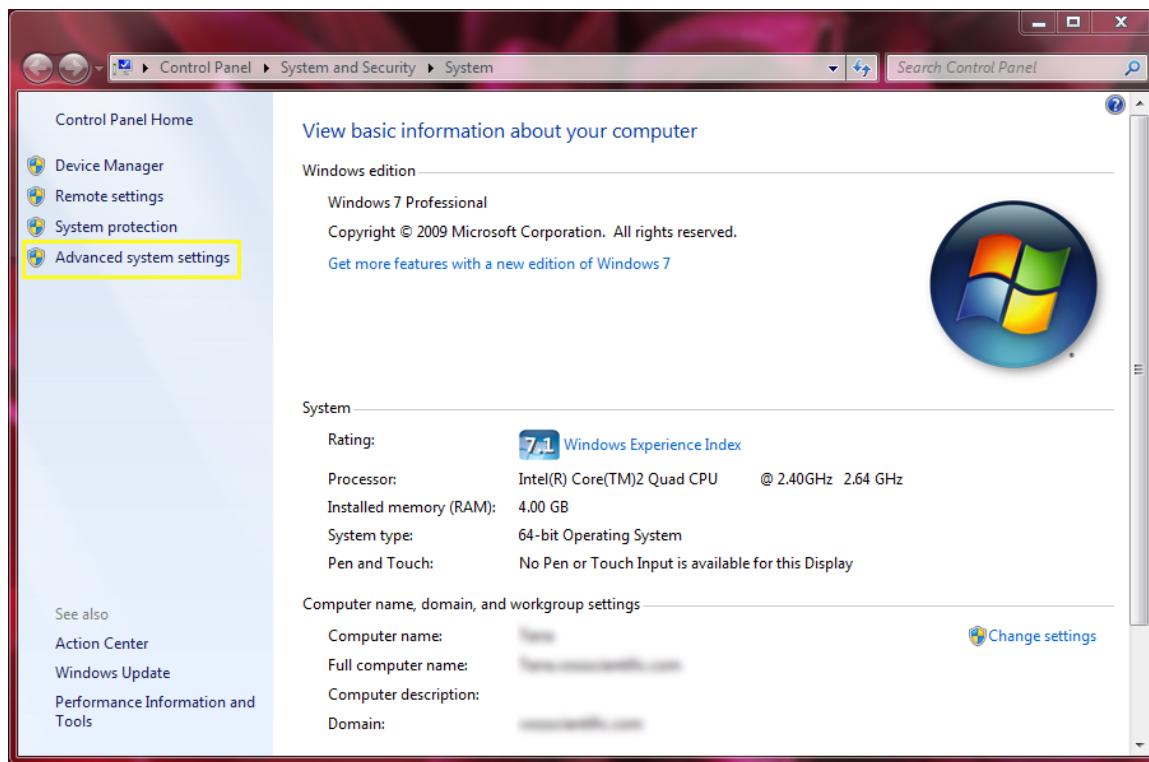 Control Panel System and Security System
Search Control Panel
Control Panel Home
Device Manager
Remote settings
System protection
Advanced system settings
See also
Action Center
Windows Update
Performance Information and
Tools
View basic information about your computer
Windows edition
Windows 7 Professional
Copyright © 2009 Microsoft Corporation. All rights reserved.
Get more features with a new edition of Windows 7
System
Rating: 7.1 Windows Experience Index
Processor: Intel(R) Core(TM)2 Quad CPU @ 2.40GHz 2.64 GHz
Installed memory (RAM): 4.00 GB
System type: 64-bit Operating System
Pen and Touch: No Pen or Touch Input is available for this Display
Computer name, domain, and workgroup settings
Computer name: Change settings
Full computer name:
Computer description:
Domain: